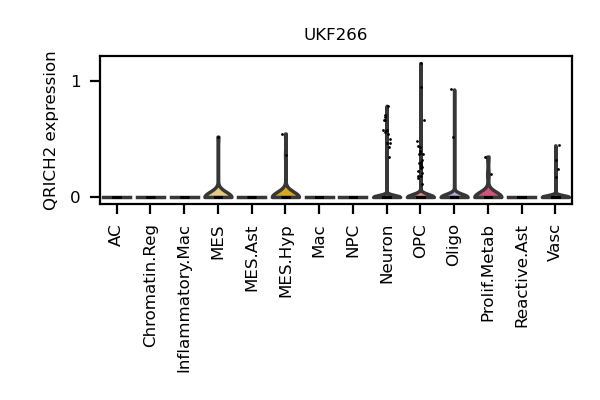 UKF266
QRICH2 expression
1
0
AC
Chromatin.Reg
Inflammatory.Mac
MES
MES.Ast
MES.Hyp
Mac
NPC
Neuron
OPC
Oligo
Prolif.Metab
Reactive.Ast
Vasc